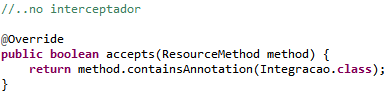 //..no interceptador
@Override
public boolean accepts(ResourceMethod method) {
return method.containsAnnotation(Integracao.class);
}